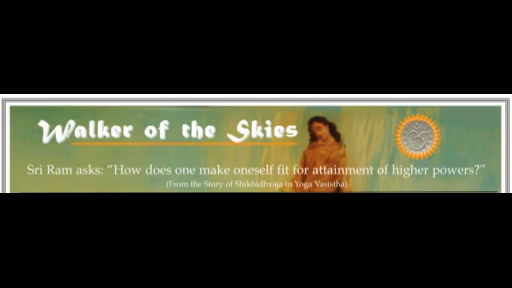 Walker of the Skies
Sri Ram asks: “How does one make oneself fit for attainment of higher powers?”
(From the Story of Shikhidhvaja in Yoga Vasistha)